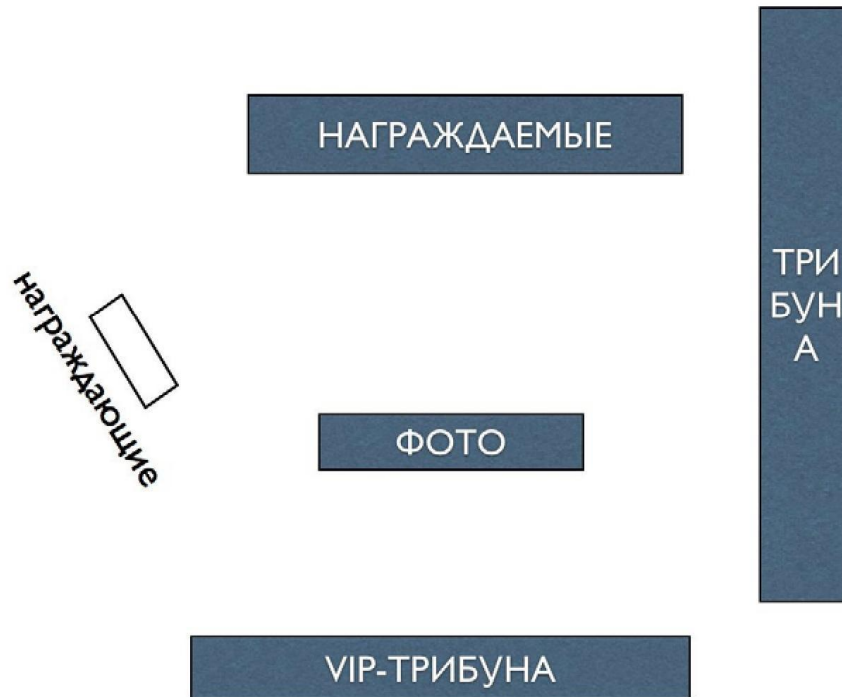 НАГРАЖДАЕМЫЕ
ТРИ
БУН
А
награждающие
ФОТО
VIP-ТРИБУНА